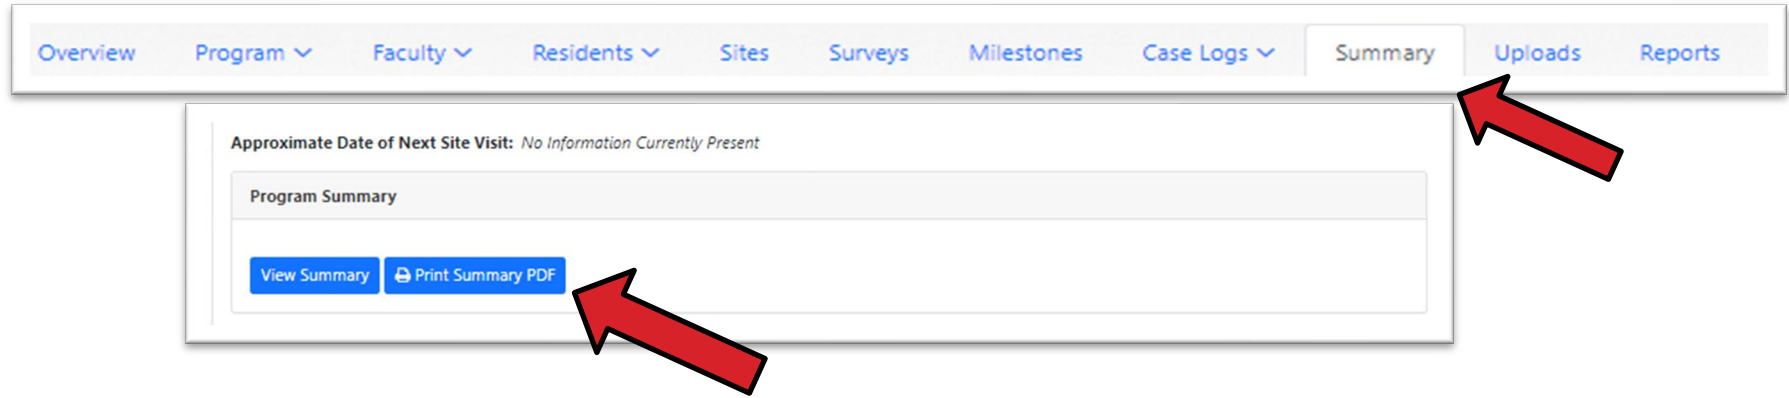 Overview Program Faculty Residents Sites Surveys Milestones Case Logs Summary Uploads Reports
Approximate Date of Next Site Visit: No Information Currently Present
Program Summary
View Summary Print Summary PDF